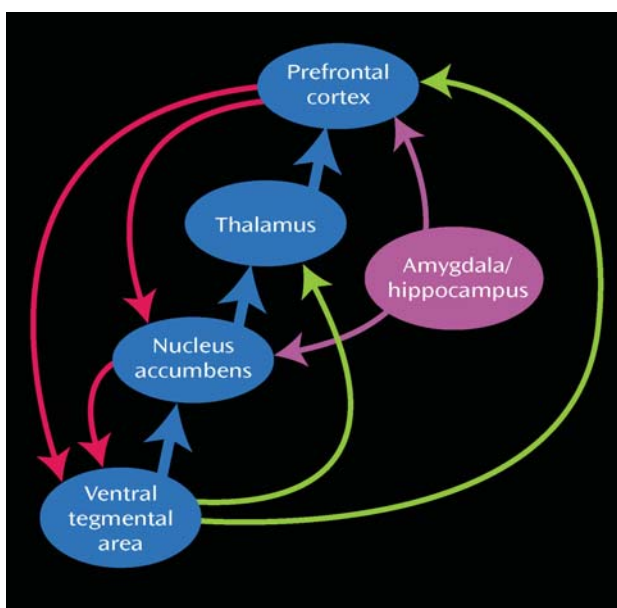 Prefrontal
cortex
Thalamus
Amygdala/
hippocampus
Nucleus
accumbens
Ventral
tegmental
area